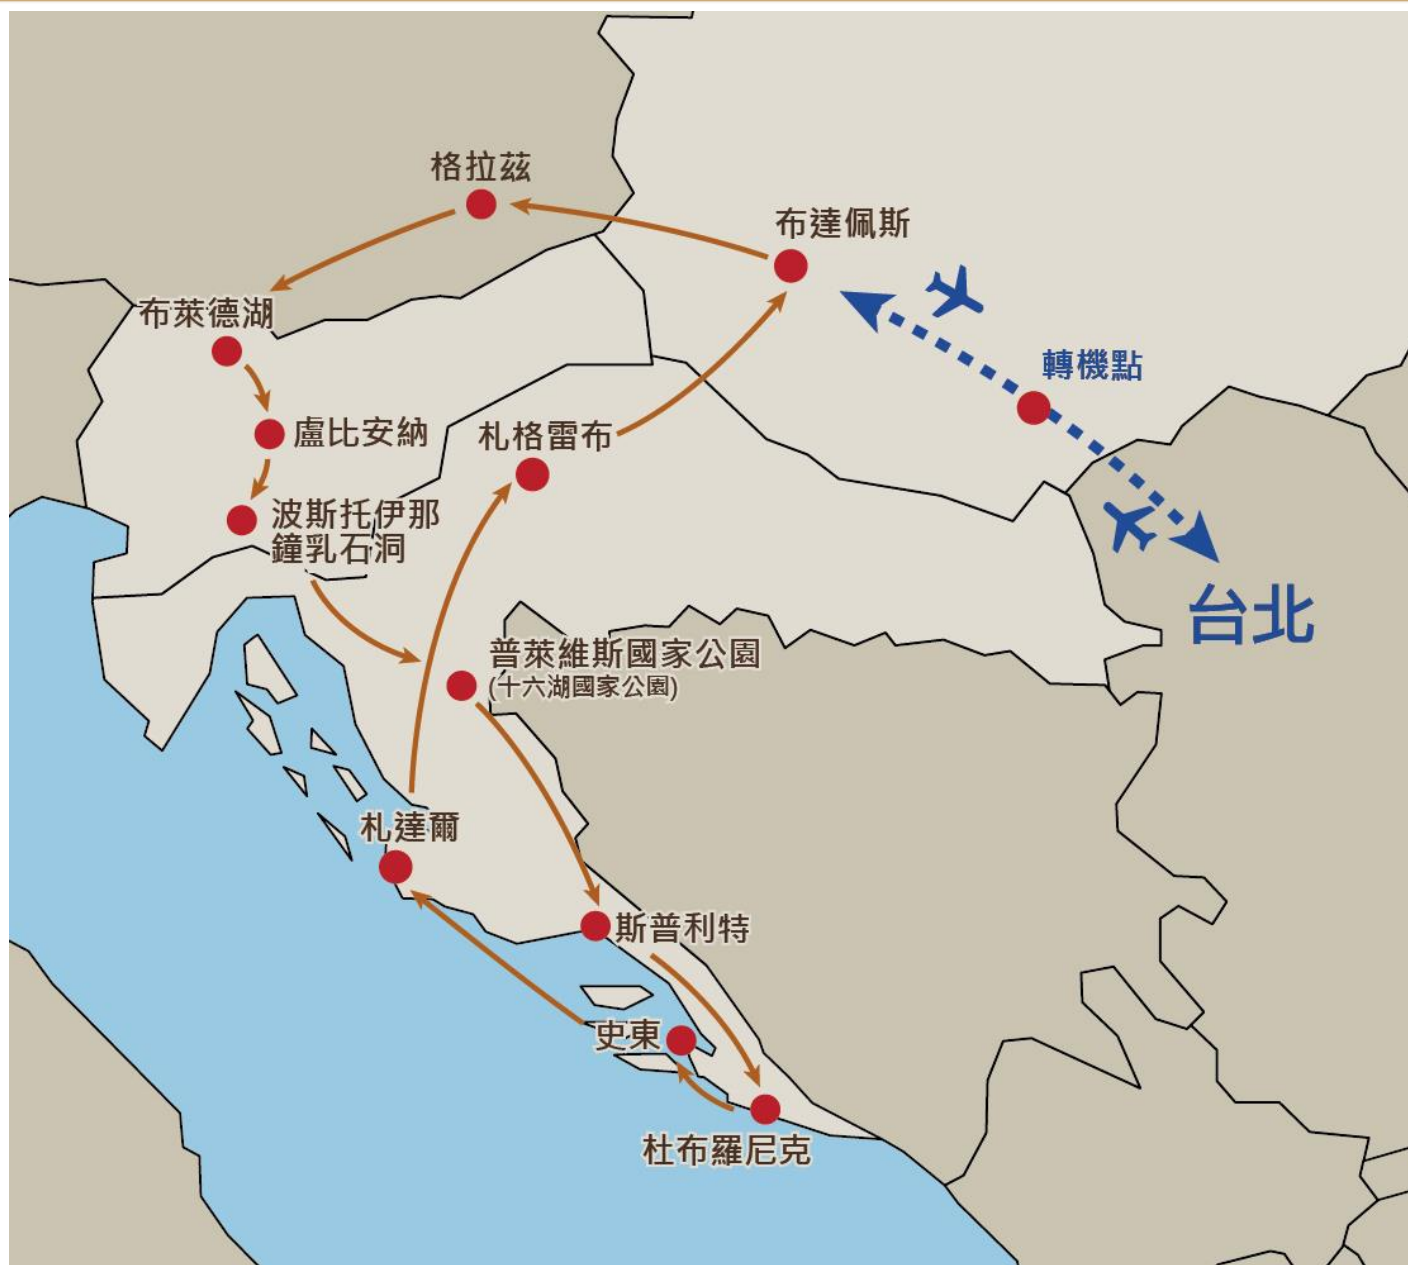 格拉茲
布達佩斯
布萊德湖
轉機點
盧比安納
札格雷布
波斯托伊那
鐘乳石洞
台北
普萊維斯國家公園
(十六湖國家公園)
札達爾
斯普利特
史東
杜布羅尼克